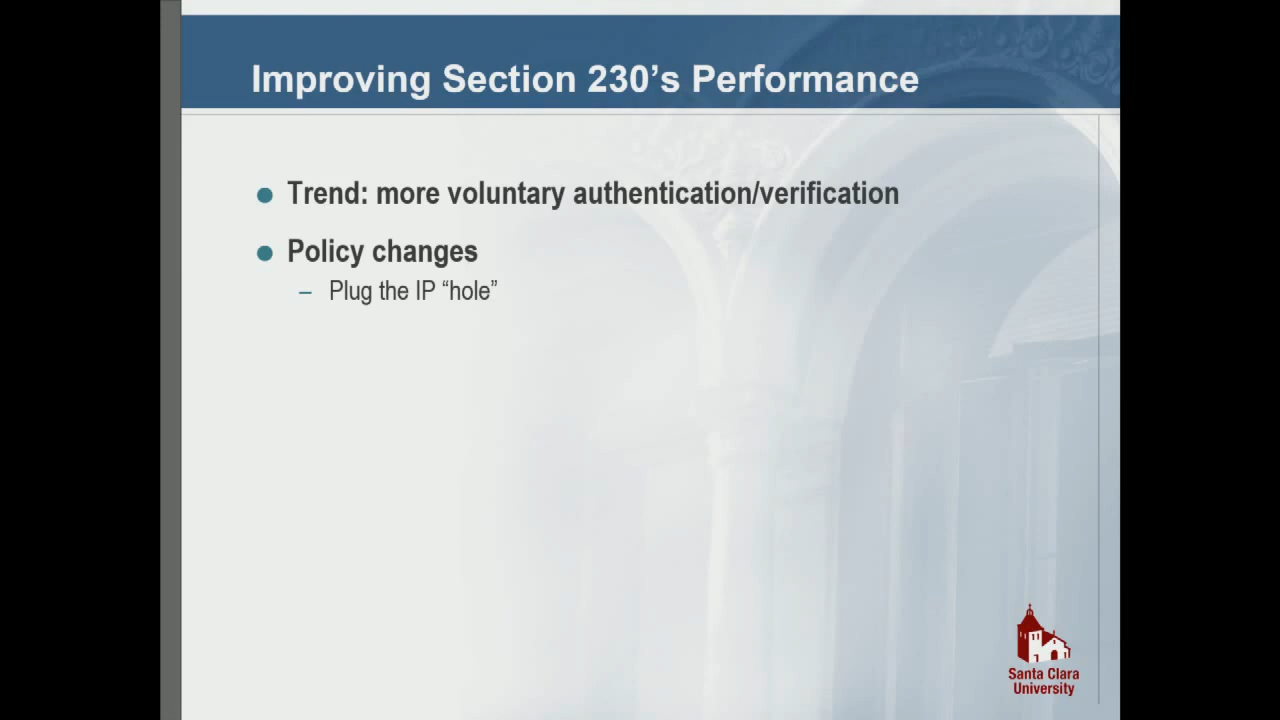 Improving Section 230’s Performance
● Trend: more voluntary authentication/verification
● Policy changes
– Plug the IP “hole”
Santa Clara
University